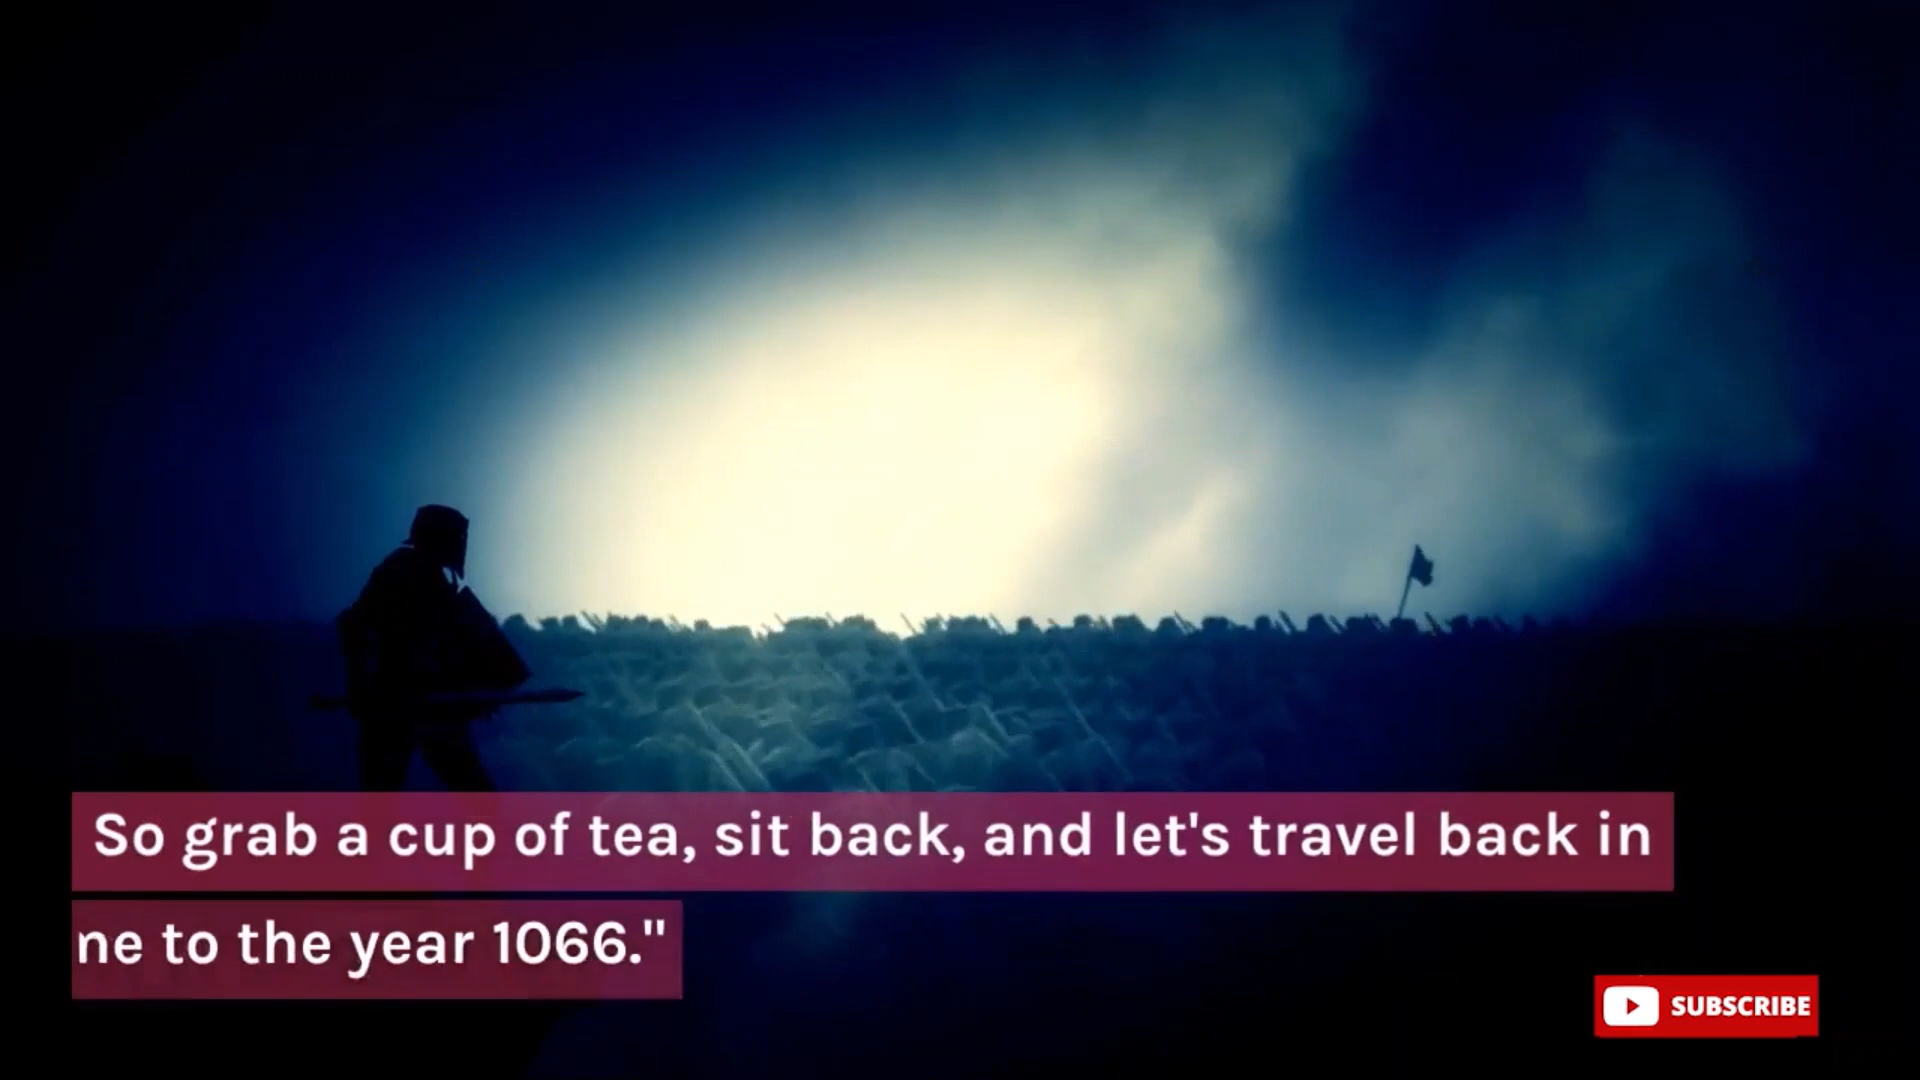 So grab a cup of tea, sit back, and let's travel back in
ne to the year 1066."
SUBSCRIBE